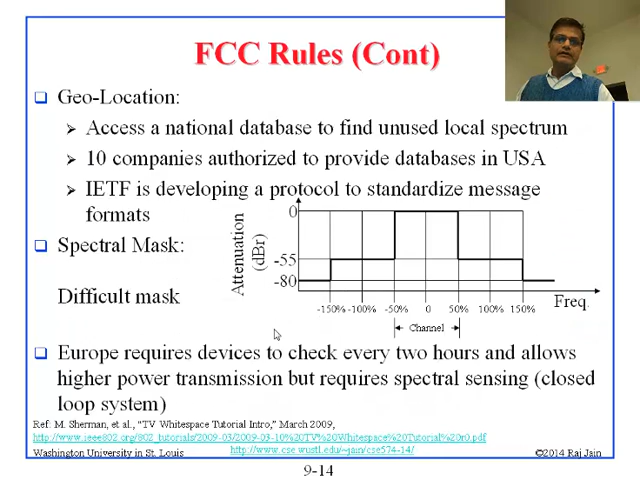 FCC Rules (Cont)
Geo-Location:
Access a national database to find unused local spectrum
10 companies authorized to provide databases in USA
IETF is developing a protocol to standardize message
formats
Spectral Mask:
Difficult mask
Attenuation
(dBr)
0
-55
-80
-150% -100% -50% 0 50% 100% 150%
Freq.
Channel
Europe requires devices to check every two hours and allows
higher power transmission but requires spectral sensing (closed
loop system)
Ref: M. Sherman, et al., "TV Whitespace Tutorial Intro," March 2009,
http://www.ieee802.org/802_tutorials/2009-03/2009-03-10%20TV%20Whitespace%20Tutorial%20r0.pdf
Washington University in St. Louis http://www.cse.wustl.edu/~jain/cse574-14/ ©2014 Raj Jain
9-14